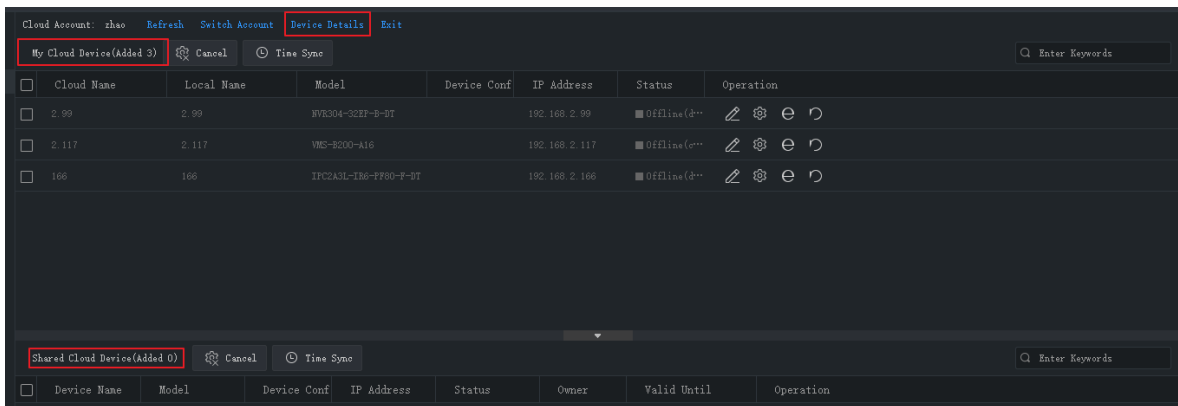 Cloud Account: zhao Refresh Switch Account Device Details Exit
My Cloud Device(Added 3) Cancel Time Sync Enter Keywords
Cloud Name Local Name Model Device Conf IP Address Status Operation
2.99 2.99 NVR304-32EP-B-DT 192.168.2.99 Offline(d···
2.117 2.117 VMS-B200-A16 192.168.2.117 Offline(c···
166 166 IPC2A3L-IR6-PF80-F-DT 192.168.2.166 Offline(d···
Shared Cloud Device(Added 0) Cancel Time Sync Enter Keywords
Device Name Model Device Conf IP Address Status Owner Valid Until Operation